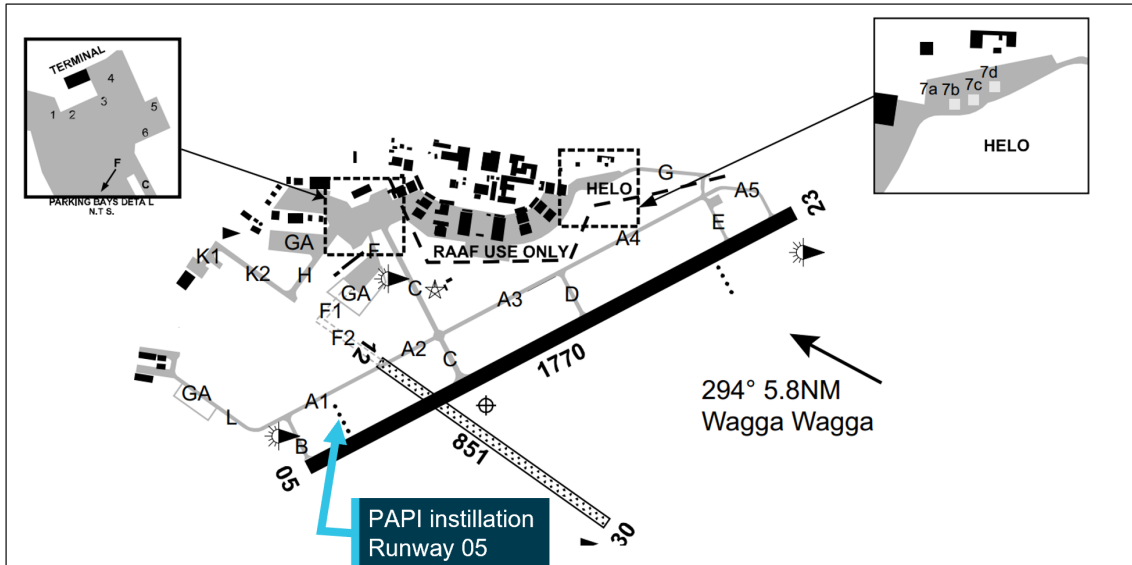 TERMINAL
4
3
1
2
5
6
F
C
PARKING BAYS DETA L
N.T S.
7d
7a
7b
7c
HELO
HELO
G
A5
23
E
A4
RAAF USE ONLY
GA
F
K1
K2
H
GA
C
A3
D
F1
F2
12
A2
C
1770
294° 5.8NM
Wagga Wagga
GA
L
A1
B
05
851
30
PAPI instillation
Runway 05